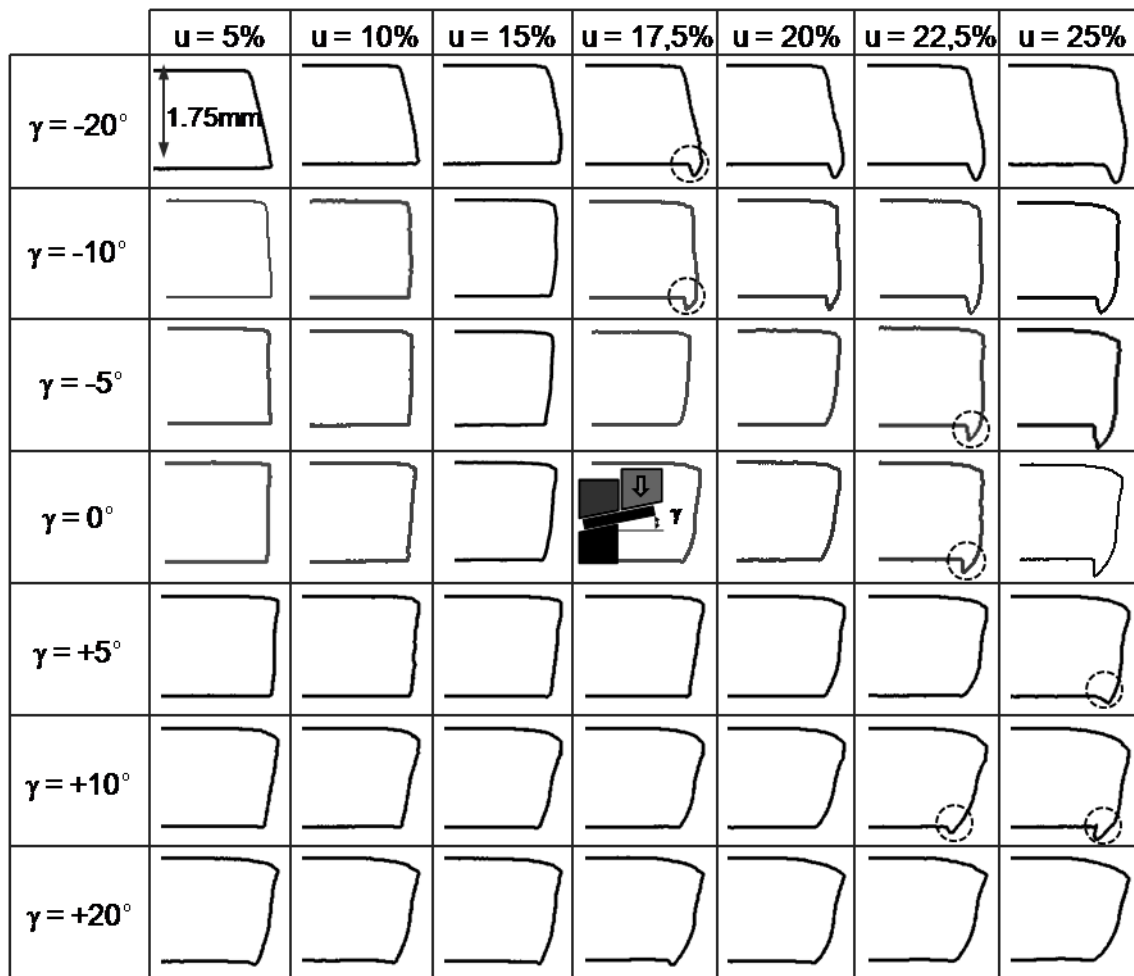 u = 5% u = 10% u = 15% u = 17,5% u = 20% u = 22,5% u = 25%
γ = -20° 1.75mm
γ = -10°
γ = -5°
γ = 0° γ
γ = +5°
γ = +10°
γ = +20°